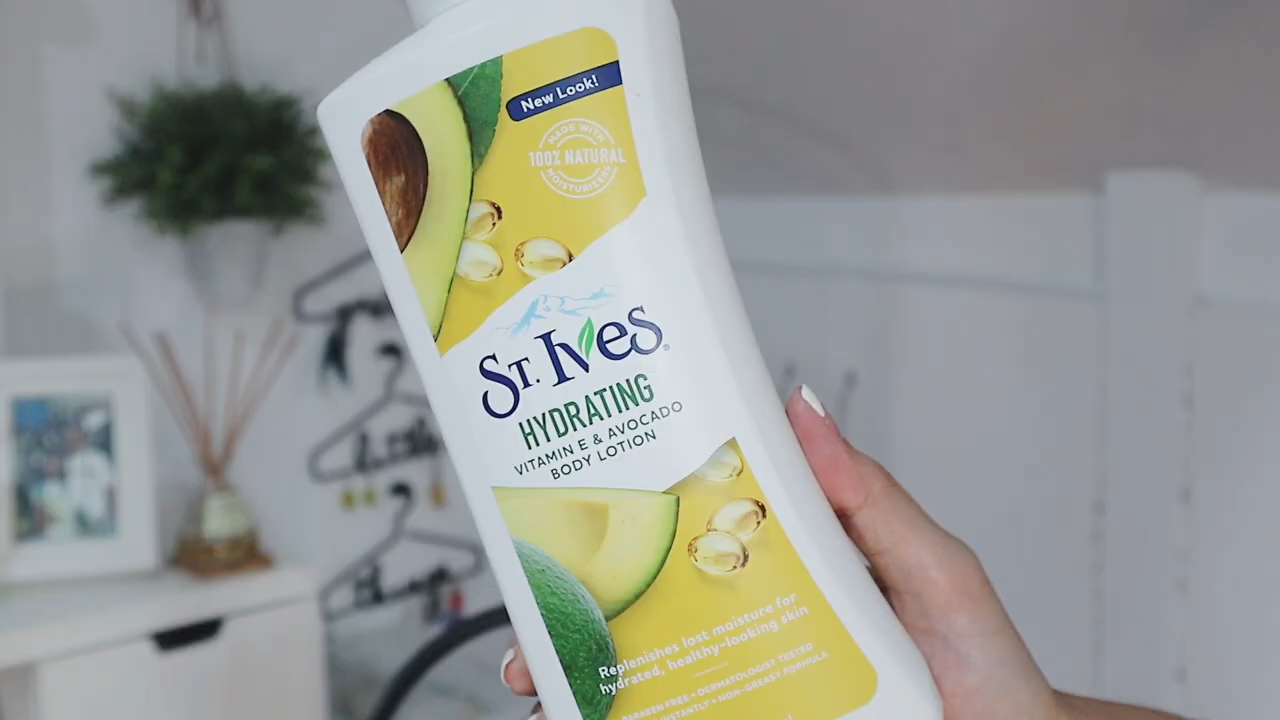 New Look!
MADE WITH
100% NATURAL
MOISTURIZERS
ST. IVES
HYDRATING
VITAMIN E & AVOCADO
BODY LOTION
Replenishes lost moisture for
hydrated, healthy-looking skin
PARABEN FREE • DERMATOLOGIST TESTED
INSTANTLY • NON-GREASY FORMULA